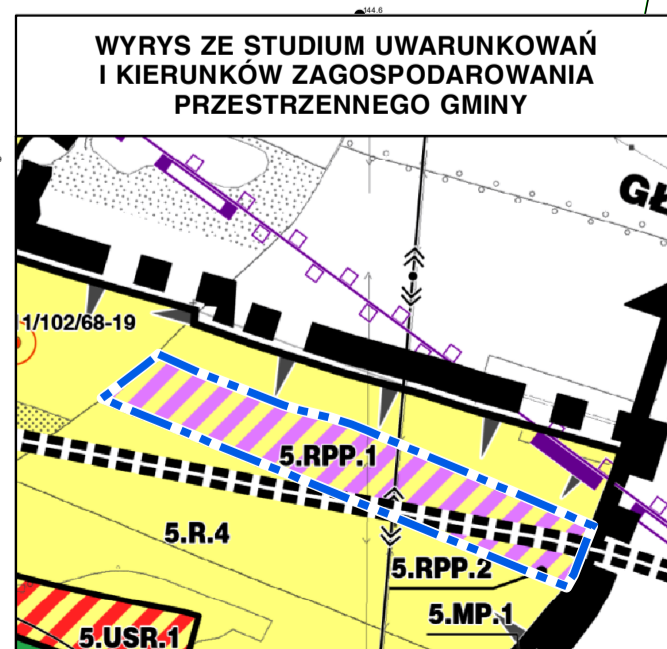 144.6
WYRYS ZE STUDIUM UWARUNKOWAŃ
I KIERUNKÓW ZAGOSPODAROWANIA
PRZESTRZENNEGO GMINY
1/102/68-19
5.RPP.1
5.R.4
5.RPP.2
5.MP.1
5.USR.1